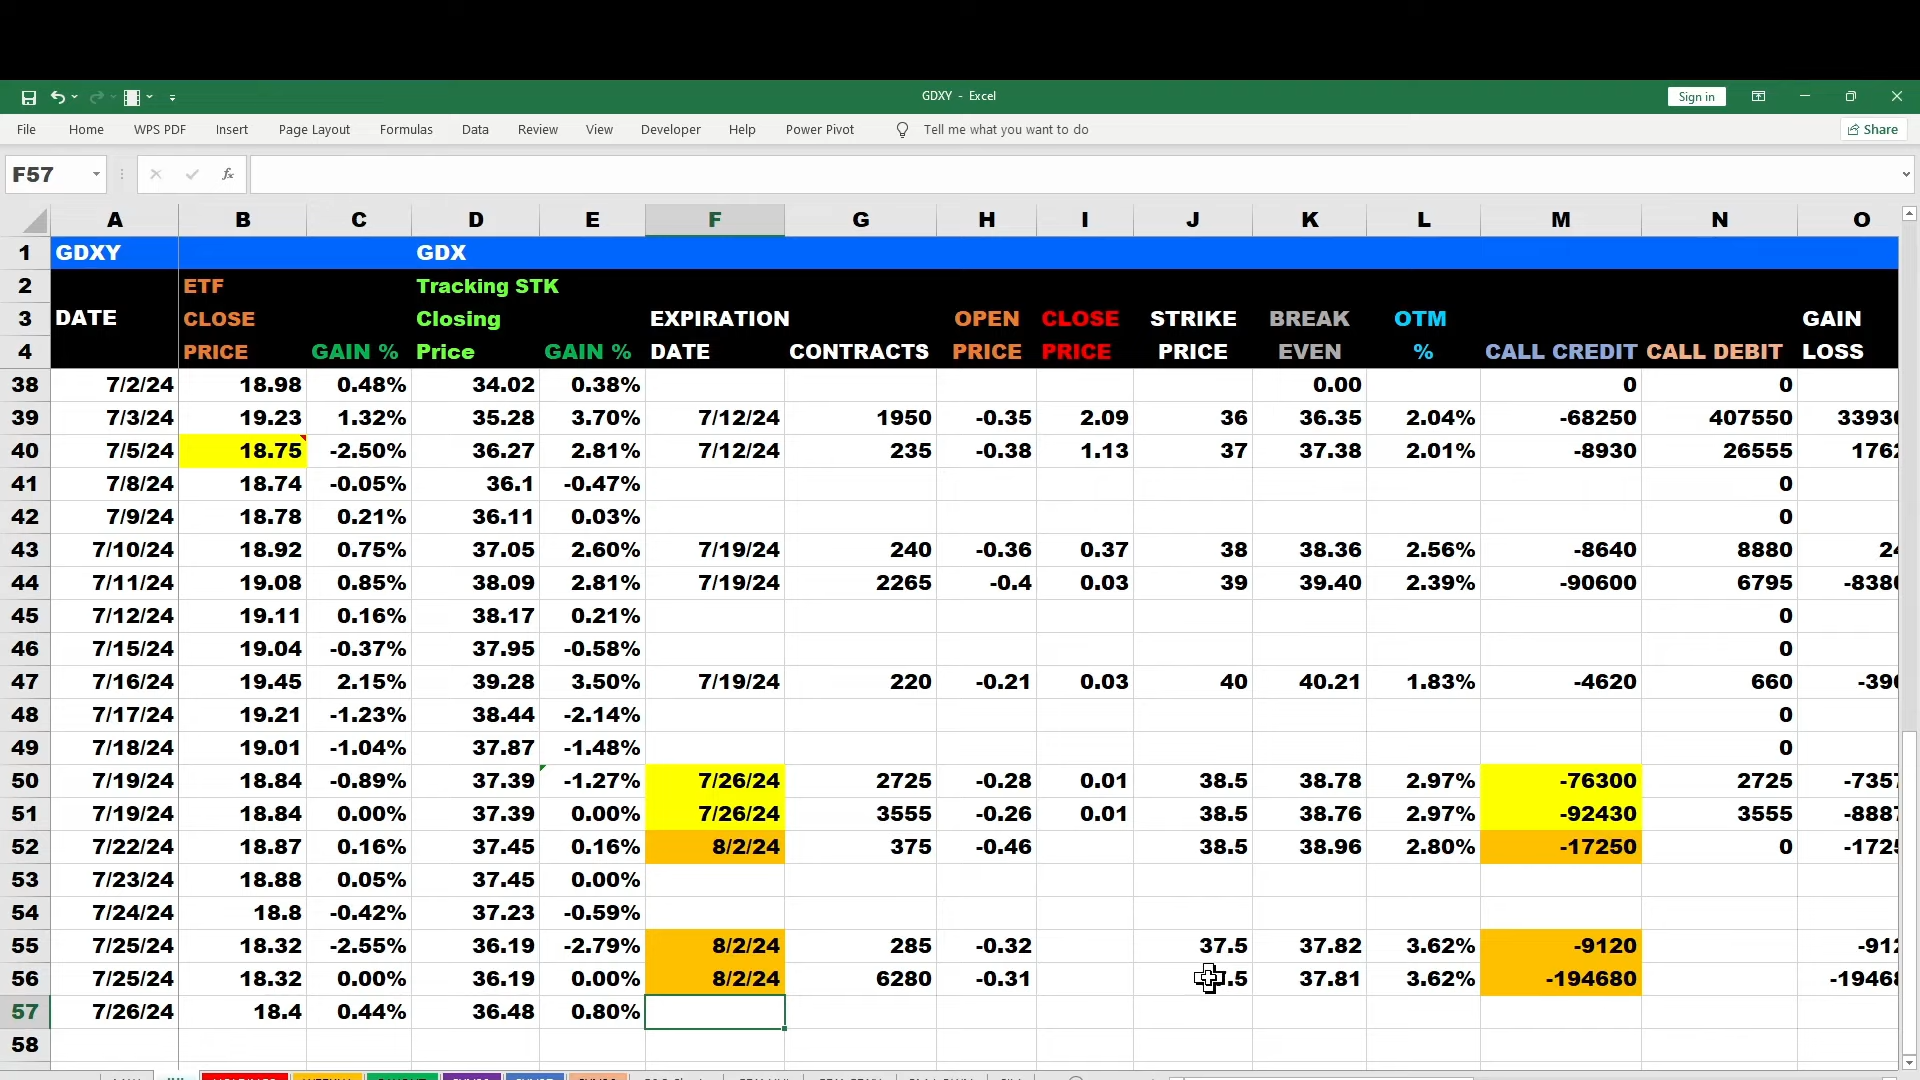 GDXY - Excel
Sign in
File Home WPS PDF Insert Page Layout Formulas Data Review View Developer Help Power Pivot Tell me what you want to do Share
F57 fx
A B C D E F G H I J K L M N O
1 GDXY GDX
2 ETF Tracking STK
3 DATE CLOSE Closing EXPIRATION OPEN CLOSE STRIKE BREAK OTM GAIN
4 PRICE GAIN % Price GAIN % DATE CONTRACTS PRICE PRICE PRICE EVEN % CALL CREDIT CALL DEBIT LOSS
38 7/2/24 18.98 0.48% 34.02 0.38% 0.00 0 0
39 7/3/24 19.23 1.32% 35.28 3.70% 7/12/24 1950 -0.35 2.09 36 36.35 2.04% -68250 407550
40 7/5/24 18.75 -2.50% 36.27 2.81% 7/12/24 235 -0.38 1.13 37 37.38 2.01% -8930 26555
41 7/8/24 18.74 -0.05% 36.1 -0.47% 0
42 7/9/24 18.78 0.21% 36.11 0.03% 0
43 7/10/24 18.92 0.75% 37.05 2.60% 7/19/24 240 -0.36 0.37 38 38.36 2.56% -8640 8880
44 7/11/24 19.08 0.85% 38.09 2.81% 7/19/24 2265 -0.4 0.03 39 39.40 2.39% -90600 6795
45 7/12/24 19.11 0.16% 38.17 0.21% 0
46 7/15/24 19.04 -0.37% 37.95 -0.58% 0
47 7/16/24 19.45 2.15% 39.28 3.50% 7/19/24 220 -0.21 0.03 40 40.21 1.83% -4620 660
48 7/17/24 19.21 -1.23% 38.44 -2.14% 0
49 7/18/24 19.01 -1.04% 37.87 -1.48% 0
50 7/19/24 18.84 -0.89% 37.39 -1.27% 7/26/24 2725 -0.28 0.01 38.5 38.78 2.97% -76300 2725
51 7/19/24 18.84 0.00% 37.39 0.00% 7/26/24 3555 -0.26 0.01 38.5 38.76 2.97% -92430 3555
52 7/22/24 18.87 0.16% 37.45 0.16% 8/2/24 375 -0.46 38.5 38.96 2.80% -17250 0
53 7/23/24 18.88 0.05% 37.45 0.00%
54 7/24/24 18.8 -0.42% 37.23 -0.59%
55 7/25/24 18.32 -2.55% 36.19 -2.79% 8/2/24 285 -0.32 37.5 37.82 3.62% -9120
56 7/25/24 18.32 0.00% 36.19 0.00% 8/2/24 6280 -0.31 37.81 3.62% -194680
57 7/26/24 18.4 0.44% 36.48 0.80%
58